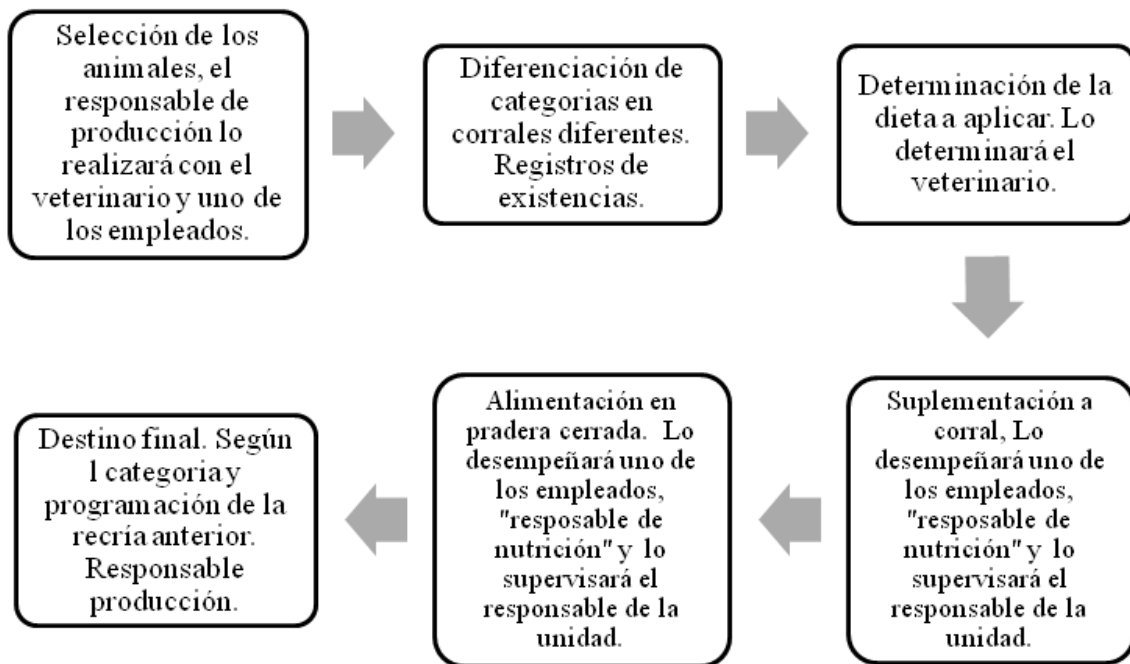 Selección de los
animales, el
responsable de
producción lo
realizará con el
veterinario y uno de
los empleados.
Diferenciación de
categorias en
corrales diferentes.
Registros de
existencias.
Determinación de la
dieta a aplicar. Lo
determinará el
veterinario.
Suplementación a
corral, Lo
desempeñará uno de
los empleados,
"resposable de
nutrición" y lo
supervisará el
responsable de la
unidad.
Alimentación en
pradera cerrada. Lo
desempeñará uno de
los empleados,
"resposable de
nutrición" y lo
supervisará el
responsable de la
unidad.
Destino final. Según
l categoria y
programación de la
recría anterior.
Responsable
producción.